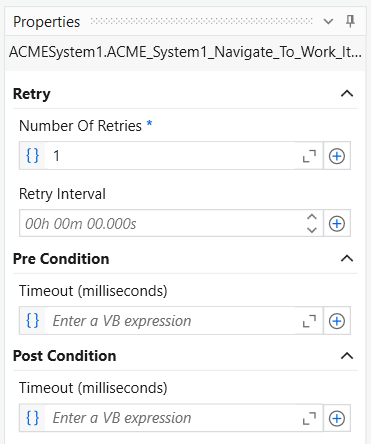 Properties
ACMESystem1.ACME_System1_Navigate_To_Work_It...
Retry
Number Of Retries *
{} 1
Retry Interval
00h 00m 00.000s
Pre Condition
Timeout (milliseconds)
{} Enter a VB expression
Post Condition
Timeout (milliseconds)
{} Enter a VB expression